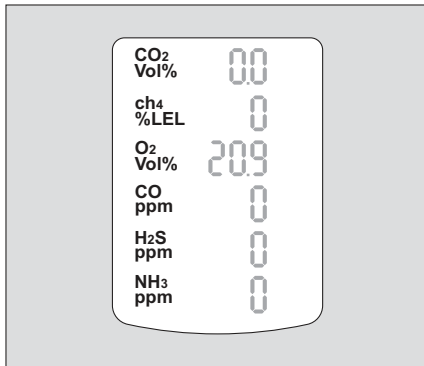 CO2 0.0
Vol%
ch4 0
%LEL
O2 20.9
Vol%
CO 0
ppm
H2S 0
ppm
NH3 0
ppm